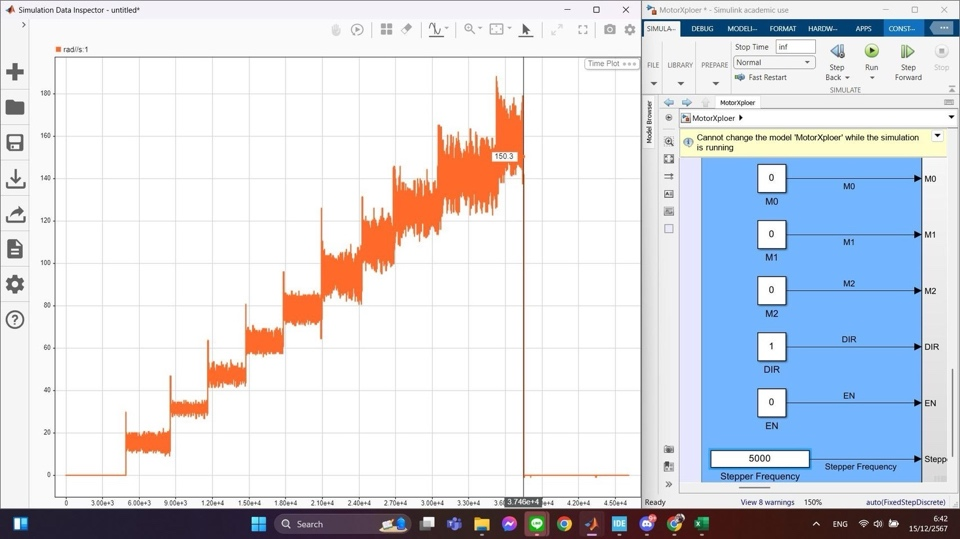 Simulation Data Inspector - untitled*
MotorXploer * - Simulink academic use
SIMULA···
DEBUG
MODELI···
FORMAT
HARDW···
APPS
CONST···
FILE
LIBRARY
PREPARE
Stop Time inf
Normal
Fast Restart
Step Back
Run
Step Forward
Stop
SIMULATE
rad//s:1
Time Plot
180
160
140
120
100
80
60
40
20
0
150.3
0 3.00e+3 6.00e+3 9.00e+3 1.20e+4 1.50e+4 1.80e+4 2.10e+4 2.40e+4 2.70e+4 3.00e+4 3.30e+4 3.60e+4 4.20e+4 4.50e+4
3.746e+4
Model Browser
MotorXploer
MotorXploer
Cannot change the model 'MotorXploer' while the simulation
is running
0
M0
M0
M0
0
M1
M1
M1
0
M2
M2
M2
1
DIR
DIR
DIR
0
EN
EN
EN
5000
Stepper Frequency
Stepper Frequency
Stepp
Ready
View 8 warnings
150%
auto(FixedStepDiscrete)
Search
IDE
ENG
6:42
15/12/2567